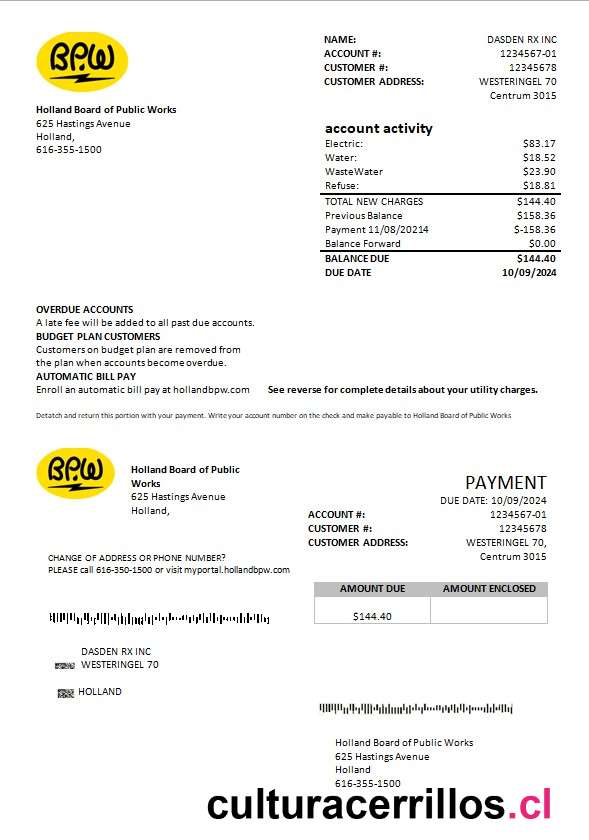 BPW
NAME: DASDEN RX INC
ACCOUNT #: 1234567-01
CUSTOMER #: 12345678
CUSTOMER ADDRESS: WESTERINGEL 70
Centrum 3015
Holland Board of Public Works
625 Hastings Avenue
Holland,
616-355-1500
account activity
Electric: $83.17
Water: $18.52
WasteWater $23.90
Refuse: $18.81
TOTAL NEW CHARGES $144.40
Previous Balance $158.36
Payment 11/08/20214 $-158.36
Balance Forward $0.00
BALANCE DUE $144.40
DUE DATE 10/09/2024
OVERDUE ACCOUNTS
A late fee will be added to all past due accounts.
BUDGET PLAN CUSTOMERS
Customers on budget plan are removed from
the plan when accounts become overdue.
AUTOMATIC BILL PAY
Enroll an automatic bill pay at hollandbpw.com See reverse for complete details about your utility charges.
Detatch and return this portion with your payment. Write your account number on the check and make payable to Holland Board of Public Works
BPW
Holland Board of Public
Works
625 Hastings Avenue
Holland,
PAYMENT
DUE DATE: 10/09/2024
ACCOUNT #: 1234567-01
CUSTOMER #: 12345678
CUSTOMER ADDRESS: WESTERINGEL 70,
Centrum 3015
CHANGE OF ADDRESS OR PHONE NUMBER?
PLEASE call 616-350-1500 or visit myportal.hollandbpw.com
AMOUNT DUE AMOUNT ENCLOSED
$144.40
DASDEN RX INC
WESTERINGEL 70
HOLLAND
Holland Board of Public Works
625 Hastings Avenue
Holland
616-355-1500
culturacerrillos.cl